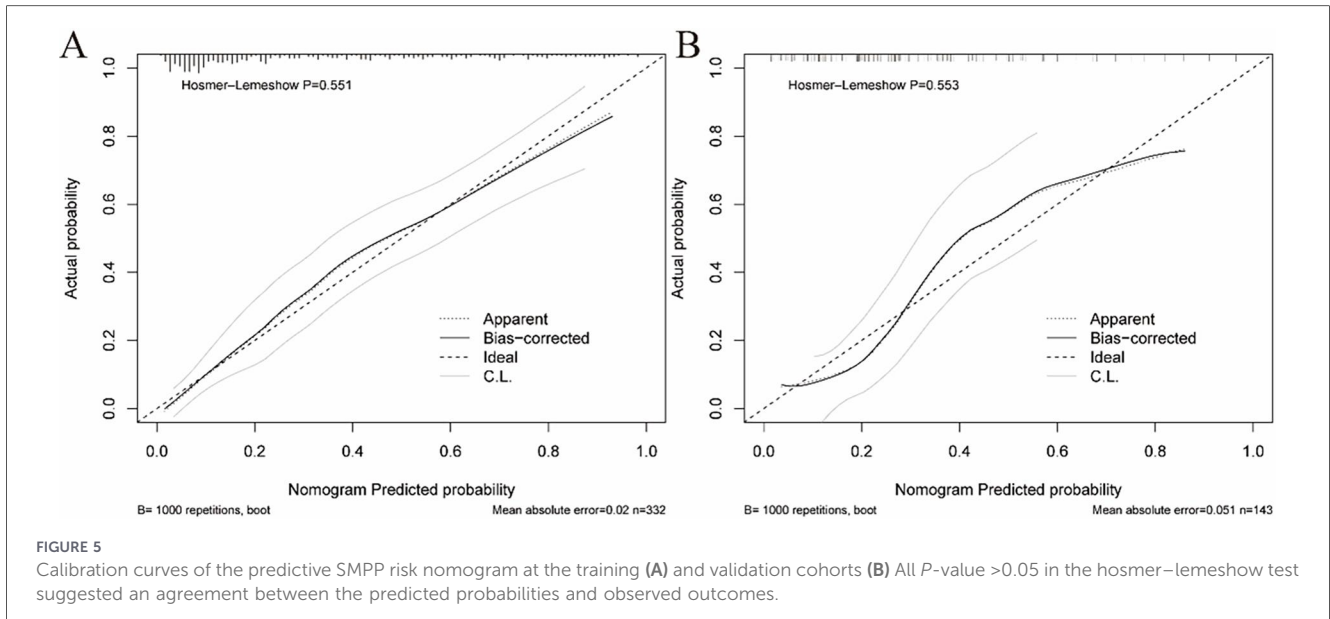 A
Hosmer–Lemeshow P=0.551
Actual probability
1.0
0.8
0.6
0.4
0.2
0.0
Apparent
Bias−corrected
Ideal
C.L.
0.0 0.2 0.4 0.6 0.8 1.0
Nomogram Predicted probability
B= 1000 repetitions, boot Mean absolute error=0.02 n=332
B
Hosmer–Lemeshow P=0.553
Actual probability
1.0
0.8
0.6
0.4
0.2
0.0
Apparent
Bias−corrected
Ideal
C.L.
0.0 0.2 0.4 0.6 0.8 1.0
Nomogram Predicted probability
B= 1000 repetitions, boot Mean absolute error=0.051 n=143
FIGURE 5
Calibration curves of the predictive SMPP risk nomogram at the training (A) and validation cohorts (B) All P-value >0.05 in the hosmer–lemeshow test
suggested an agreement between the predicted probabilities and observed outcomes.